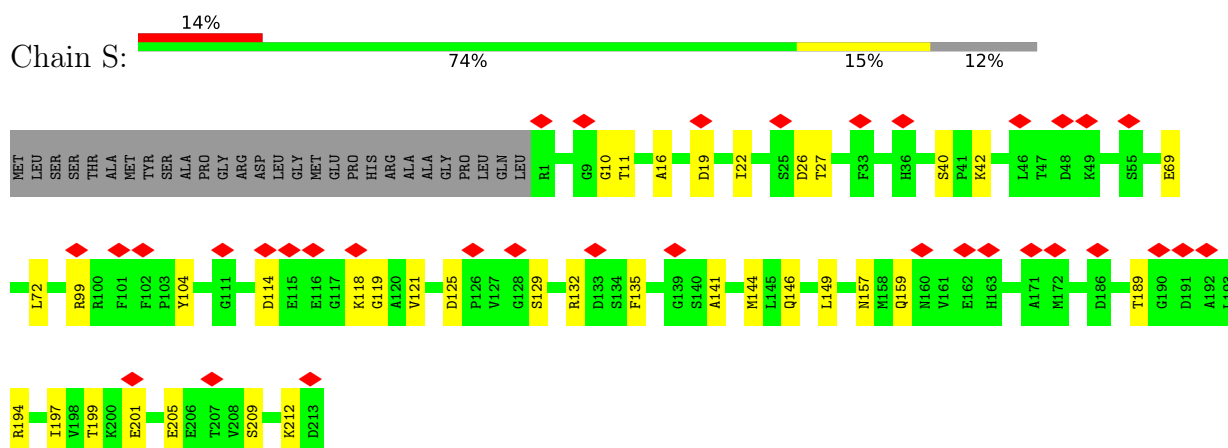 14%
Chain S:
74% 15% 12%
MET LEU SER SER THR ALA MET TYR SER ALA PRO GLY ARG ASP LEU GLY MET GLU PRO HIS ARG ALA ALA GLY PRO LEU GLN LEU R1 G9 G10 T11 A16 D19 I22 S25 D26 T27 F33 H36 S40 P41 K42 L46 T47 D48 K49 S55 E69
L72 R99 R100 F101 F102 P103 Y104 G111 D114 E115 E116 G117 K118 G119 A120 V121 D125 P126 V127 G128 S129 R132 D133 S134 F135 G139 S140 A141 M144 L145 Q146 L149 N157 M158 Q159 N160 V161 E162 H163 A171 M172 D186 T189 G190 D191 A192 L193
R194 I197 V198 T199 K200 E201 E205 E206 T207 V208 S209 K212 D213